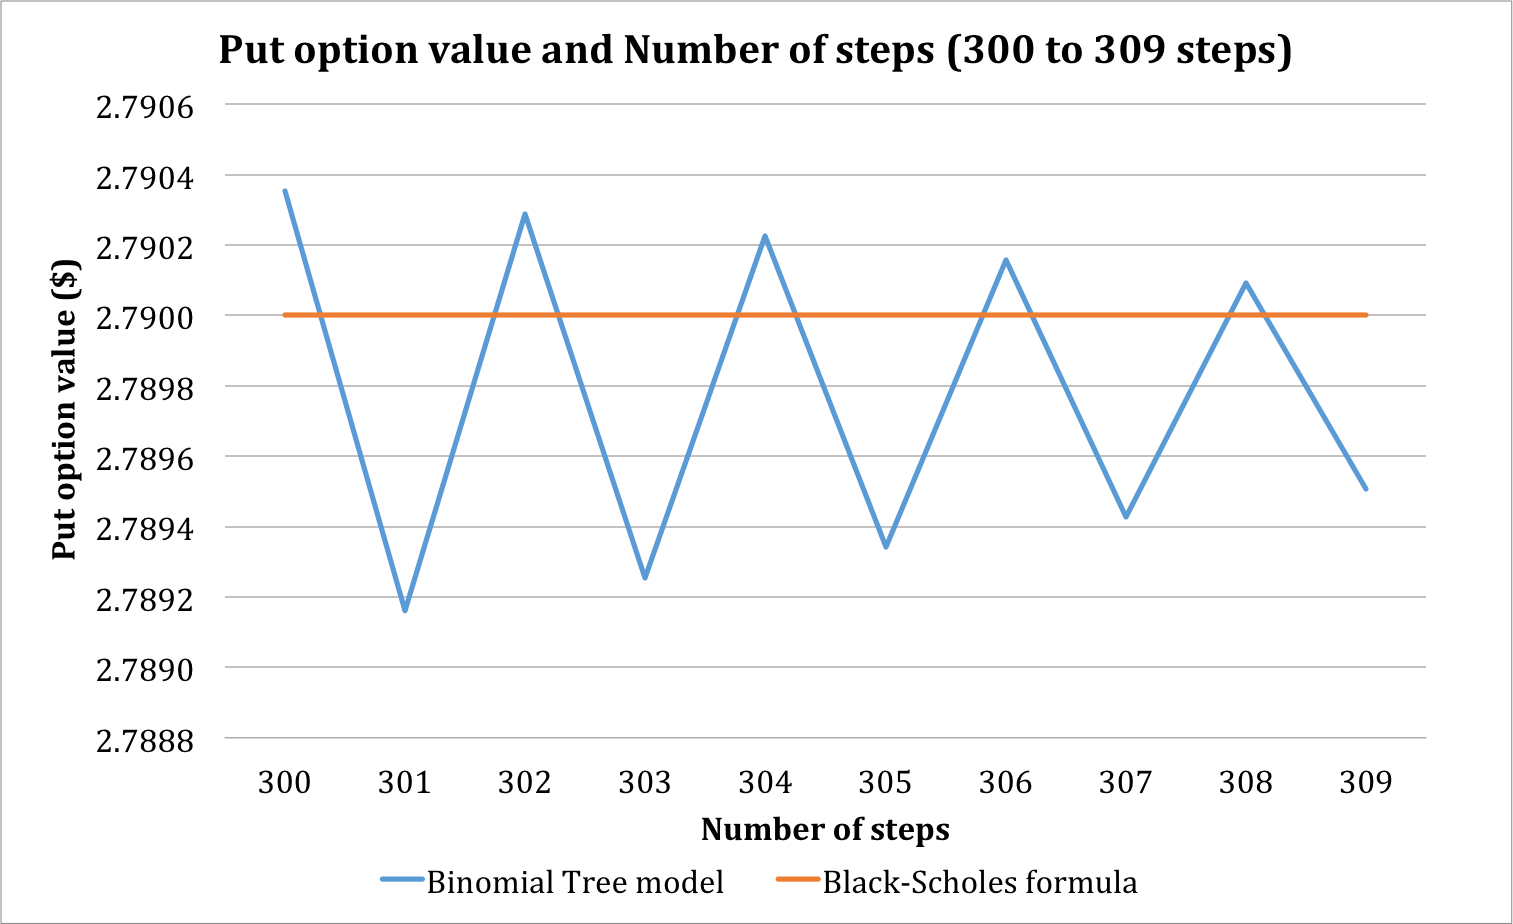 Put option value and Number of steps (300 to 309 steps)
2.7906
2.7904
2.7902
2.7900
2.7898
2.7896
2.7894
2.7892
2.7890
2.7888
Put option value ($)
300 301 302 303 304 305 306 307 308 309
Number of steps
Binomial Tree model Black-Scholes formula